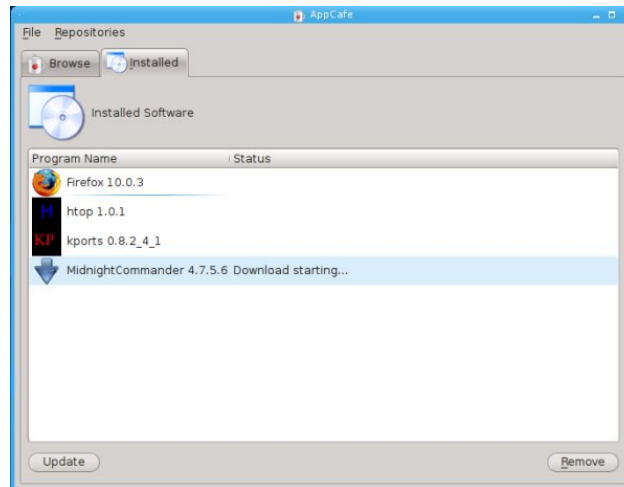 AppCafe
File Repositories
Browse Installed
Installed Software
Program Name Status
Firefox 10.0.3
H htop 1.0.1
KP kports 0.8.2_4_1
MidnightCommander 4.7.5.6 Download starting...
Update Remove